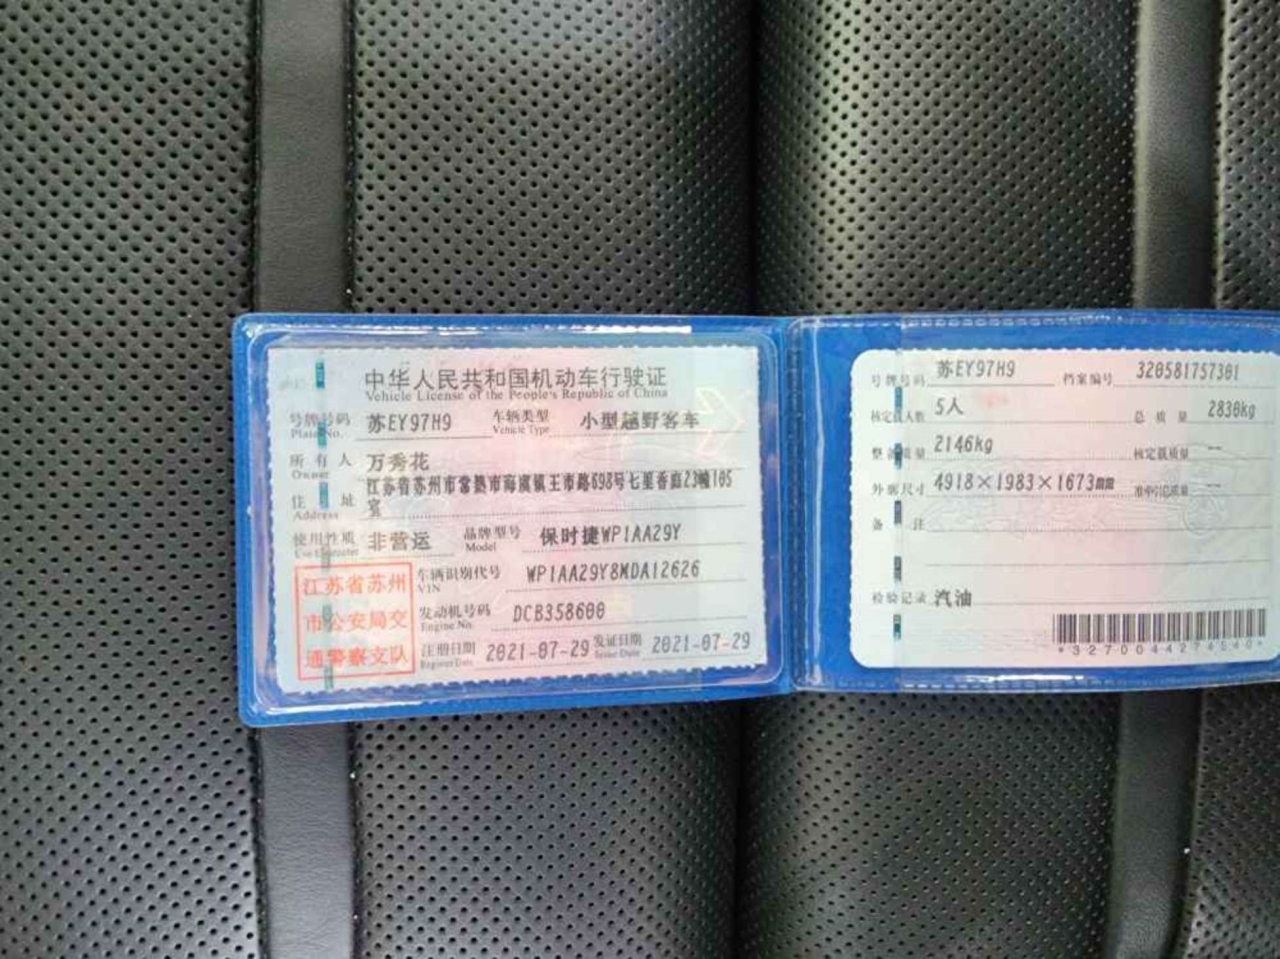 中华人民共和国机动车行驶证
Vehicle License of the People's Republic of China
号牌号码 苏EY97H9 车辆类型 小型越野客车
Plate No. Vehicle Type
所有人 万秀花
Owner
江苏省苏州市常熟市海虞镇王市路698号七里香庭23幢105
住址 室
Address
使用性质 非营运 品牌型号 保时捷WP1AA29Y
Use Character Model
车辆识别代号 WP1AA29Y8MDA12626
VIN
发动机号码 DCB358600
Engine No.
注册日期 2021-07-29 发证日期 2021-07-29
Register Date Issue Date
江苏省苏州
市公安局交
通警察支队
号牌号码 苏EY97H9 档案编号 320581757301
核定载人数 5人 总质量 2830kg
整备质量 2146kg 核定载质量 --
外廓尺寸 4918×1983×1673mm 准牵引总质量 --
备注
检验记录 汽油